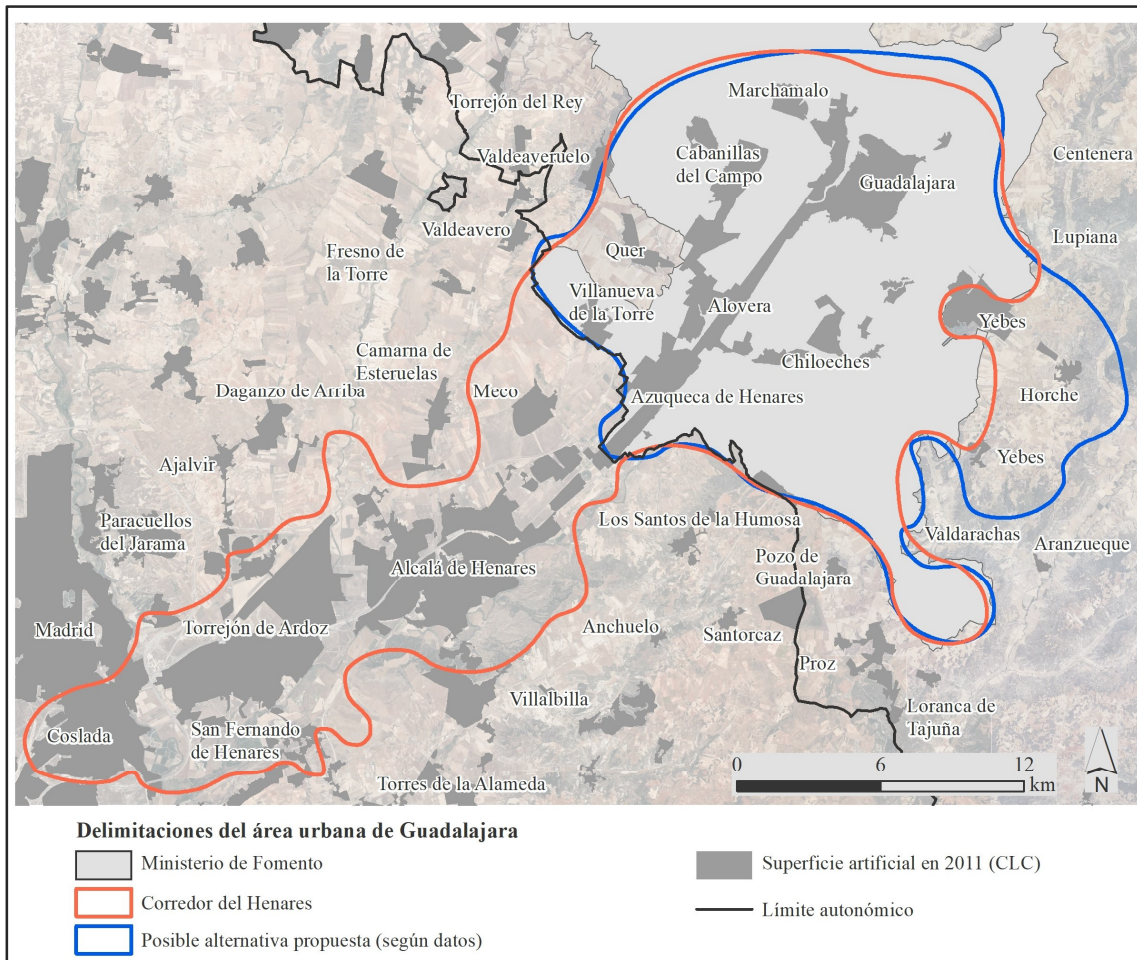 Torrejón del Rey
Marchamalo
Valdeaveruelo
Cabanillas
del Campo
Centenera
Guadalajara
Valdeavero
Fresno de
la Torre
Quer
Lupiana
Villanueva
de la Torre
Alovera
Yebes
Camarna de
Esteruelas
Chiloeches
Daganzo de Arriba
Meco
Azuqueca de Henares
Horche
Ajalvir
Yebes
Paracuellos
del Jarama
Los Santos de la Humosa
Valdarachas
Aranzueque
Alcalá de Henares
Pozo de
Guadalajara
Madrid
Torrejón de Ardoz
Anchuelo
Santorcaz
Proz
Villalbilla
Loranca de
Tajuña
Coslada
San Fernando
de Henares
Torres de la Alameda
0 6 12
km
N
Delimitaciones del área urbana de Guadalajara
Ministerio de Fomento
Superficie artificial en 2011 (CLC)
Corredor del Henares
Límite autonómico
Posible alternativa propuesta (según datos)